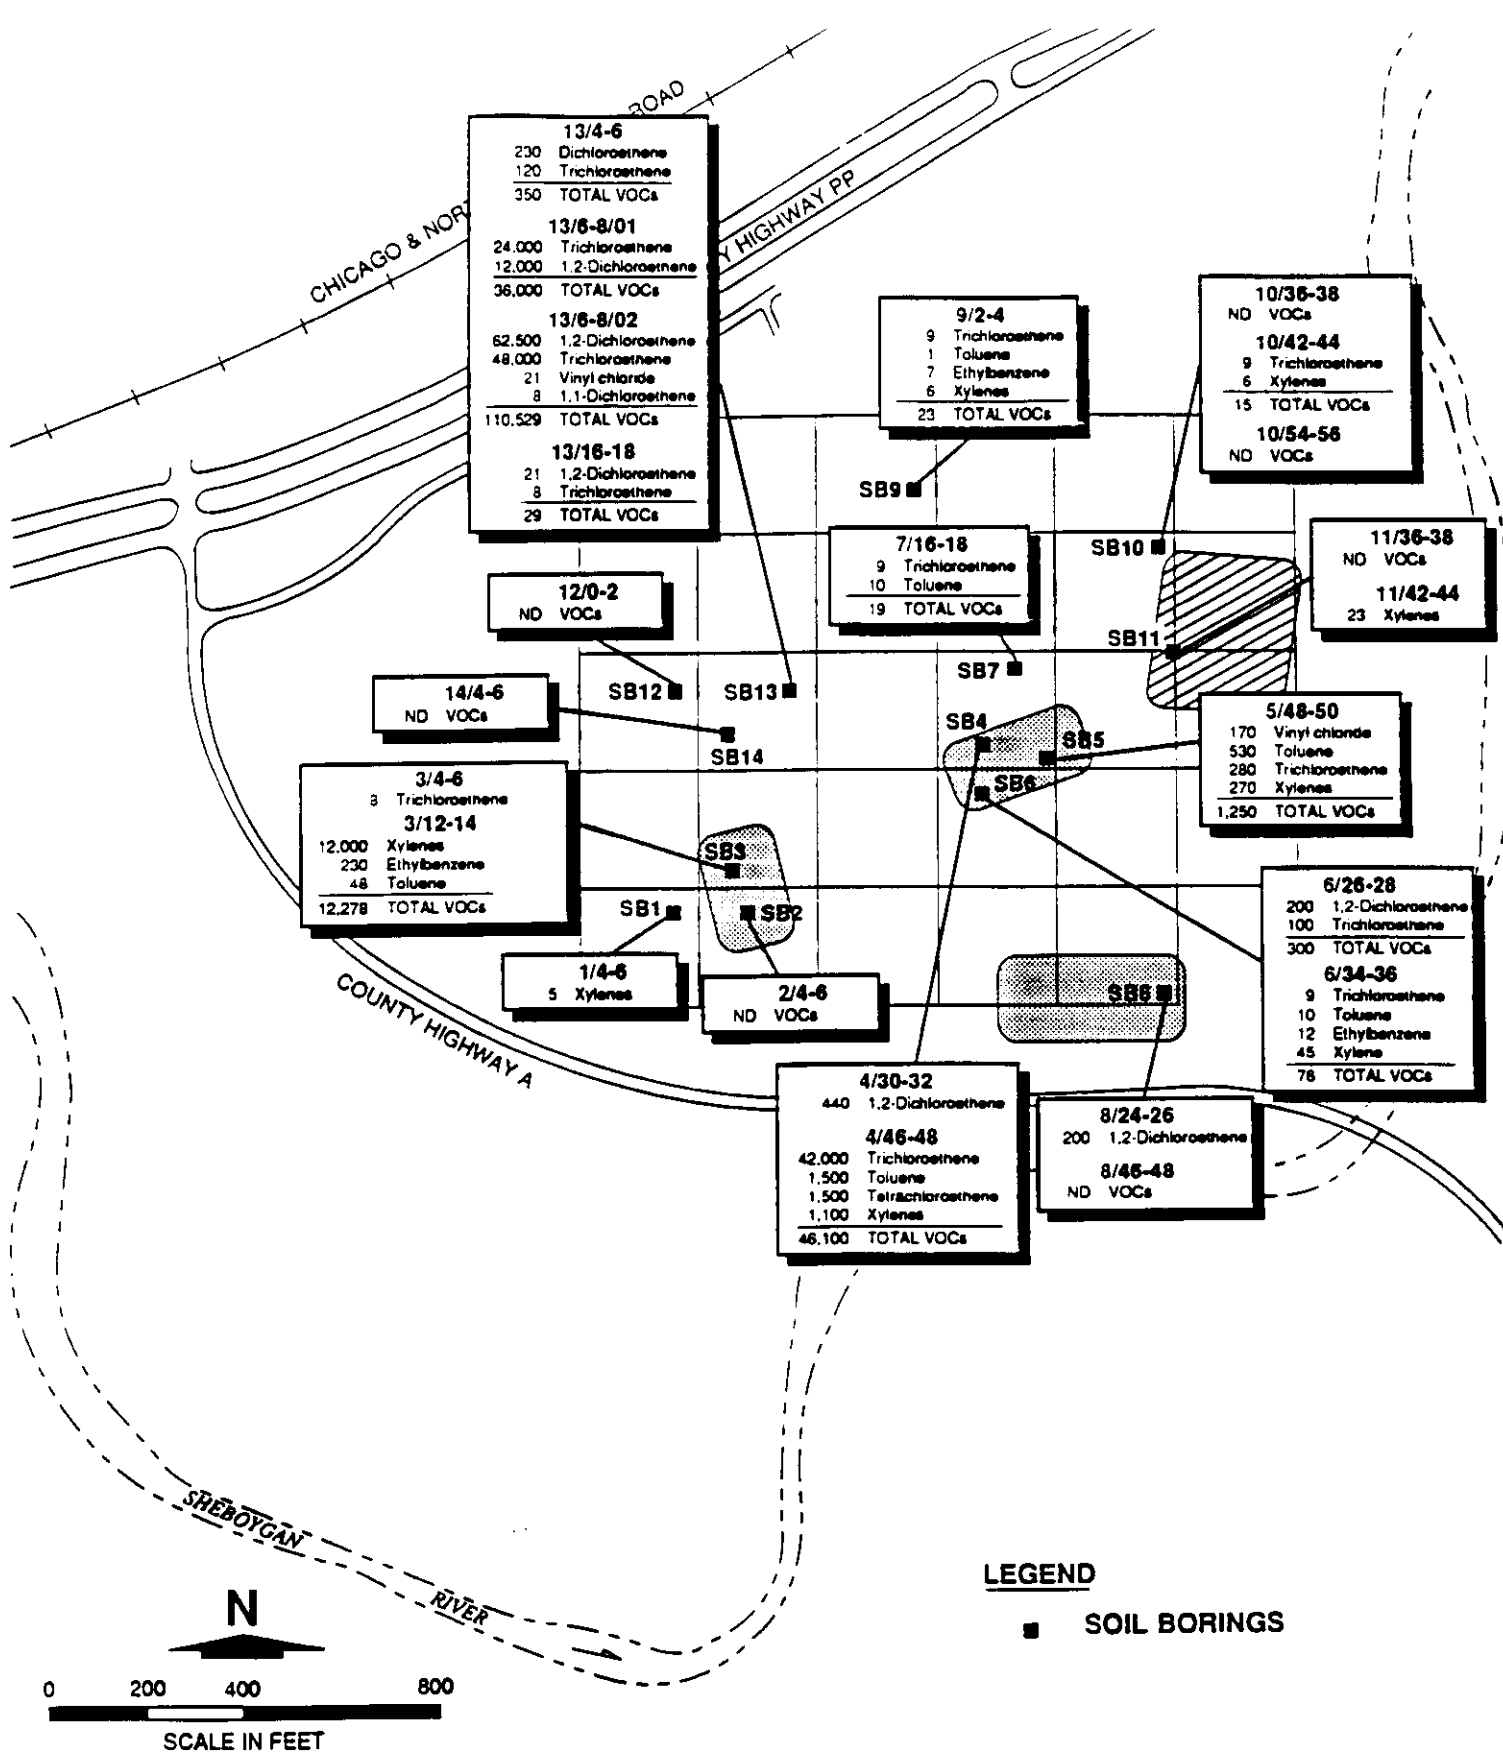 ROAD
CHICAGO & NORT
Y HIGHWAY PP
13/4-6
230 Dichloroethene
120 Trichloroethene
350 TOTAL VOCs
13/6-8/01
24,000 Trichloroethene
12,000 1,2-Dichloroethene
36,000 TOTAL VOCs
13/6-8/02
62,500 1,2-Dichloroethene
48,000 Trichloroethene
21 Vinyl chloride
8 1,1-Dichloroethene
110,529 TOTAL VOCs
13/16-18
21 1,2-Dichloroethene
8 Trichloroethene
29 TOTAL VOCs
9/2-4
9 Trichloroethene
1 Toluene
7 Ethylbenzene
6 Xylenes
23 TOTAL VOCs
10/36-38
ND VOCs
10/42-44
9 Trichloroethene
6 Xylenes
15 TOTAL VOCs
10/54-56
ND VOCs
SB9
SB10
7/16-18
9 Trichloroethene
10 Toluene
19 TOTAL VOCs
11/36-38
ND VOCs
11/42-44
23 Xylenes
12/0-2
ND VOCs
SB11
SB7
SB12
SB13
14/4-6
ND VOCs
SB14
SB4
SB5
SB6
5/48-50
170 Vinyl chloride
530 Toluene
280 Trichloroethene
270 Xylenes
1,250 TOTAL VOCs
3/4-6
8 Trichloroethene
3/12-14
12,000 Xylenes
230 Ethylbenzene
48 Toluene
12,278 TOTAL VOCs
SB3
SB1
SB2
6/26-28
200 1,2-Dichloroethene
100 Trichloroethene
300 TOTAL VOCs
6/34-36
9 Trichloroethene
10 Toluene
12 Ethylbenzene
45 Xylene
76 TOTAL VOCs
1/4-6
5 Xylenes
2/4-6
ND VOCs
SB8
COUNTY HIGHWAY A
4/30-32
440 1,2-Dichloroethene
4/46-48
42,000 Trichloroethene
1,500 Toluene
1,500 Tetrachloroethene
1,100 Xylenes
46,100 TOTAL VOCs
8/24-26
200 1,2-Dichloroethene
8/46-48
ND VOCs
SHEBOYGAN
RIVER
N
0 200 400 800
SCALE IN FEET
LEGEND
SOIL BORINGS